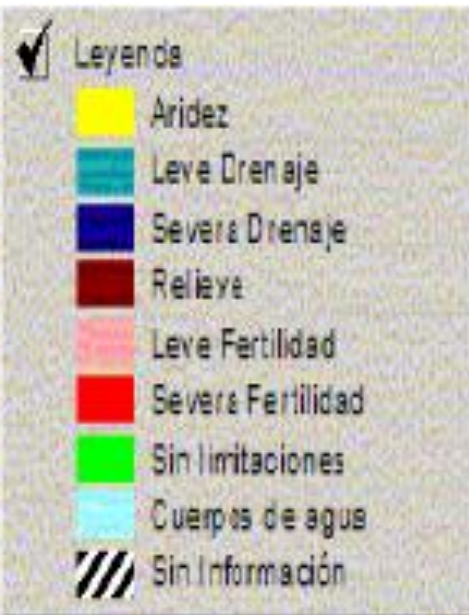 Leyenda
Aridez
Leve Drenaje
Severa Drenaje
Relieve
Leve Fertilidad
Severa Fertilidad
Sin limitaciones
Cuerpos de agua
Sin Información